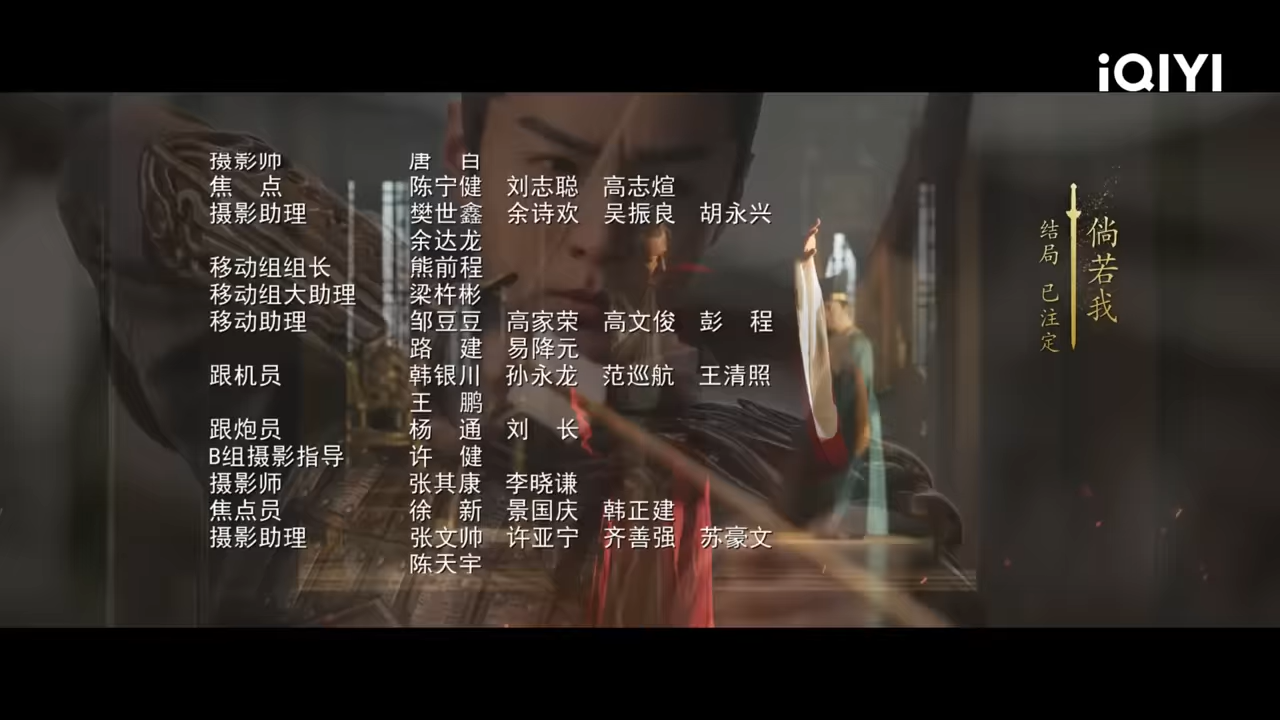 iQIYI
摄影师 唐 白
焦 点 陈宁健 刘志聪 高志煊
摄影助理 樊世鑫 余诗欢 吴振良 胡永兴
余达龙
移动组组长 熊前程
移动组大助理 梁杵彬
移动助理 邹豆豆 高家荣 高文俊 彭 程
路 建 易降元
跟机员 韩银川 孙永龙 范巡航 王清照
王 鹏
跟炮员 杨 通 刘 长
B组摄影指导 许 健
摄影师 张其康 李晓谦
焦点员 徐 新 景国庆 韩正建
摄影助理 张文帅 许亚宁 齐善强 苏豪文
陈天宇
倘若我
结局 已注定